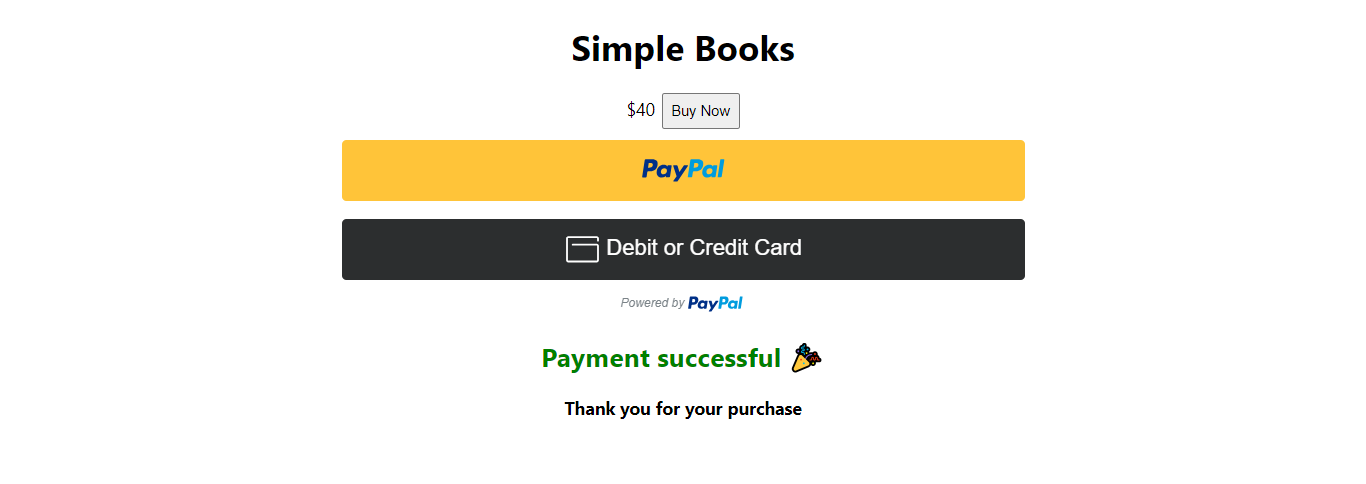 Simple Books
$40 Buy Now
PayPal
Debit or Credit Card
Powered by PayPal
Payment successful 🎉
Thank you for your purchase